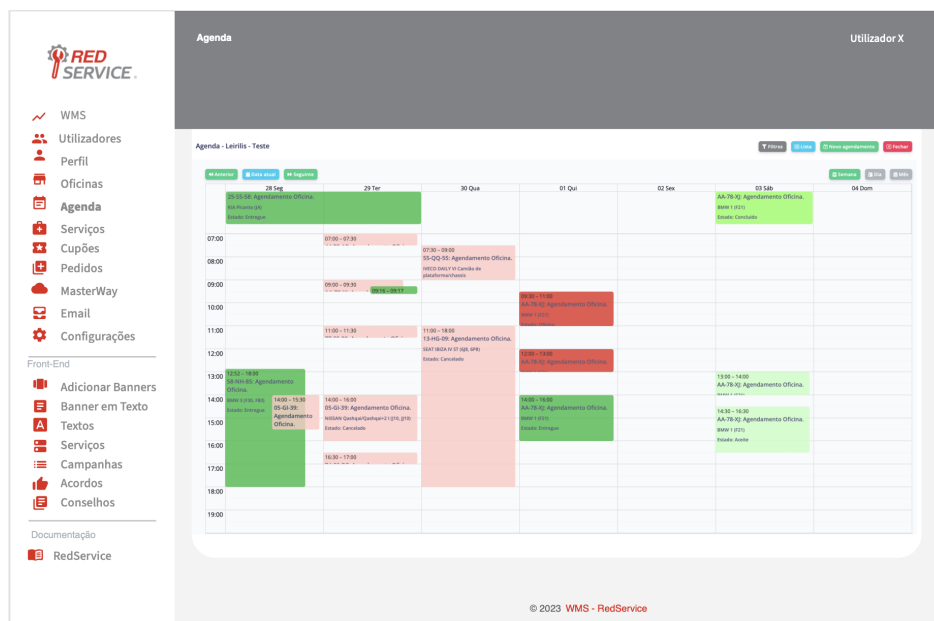 Agenda
Utilizador X
RED
SERVICE
WMS
Utilizadores
Perfil
Oficinas
Agenda
Serviços
Cupões
Pedidos
MasterWay
Email
Configurações
Front-End
Adicionar Banners
Banner em Texto
Textos
Serviços
Campanhas
Acordos
Conselhos
Documentação
RedService
Agenda - Leirilis - Teste
Filtros
Lista
Novo agendamento
Fechar
Anterior
Data atual
Seguinte
Semana
Dia
Mês
28 Seg
29 Ter
30 Qua
01 Qui
02 Sex
03 Sáb
04 Dom
25-SS-58: Agendamento Oficina.
KIA Picanto (JA)
Estado: Entregue
AA-78-XJ: Agendamento Oficina.
BMW 1 (F21)
Estado: Concluído
07:00
08:00
09:00
10:00
11:00
12:00
13:00
14:00
15:00
16:00
17:00
18:00
19:00
12:52 – 18:00
58-NH-85: Agendamento
Oficina.
BMW 3 (F30, F80)
Estado: Entregue
14:00 – 15:30
05-GI-39:
Agendamento
Oficina.
07:00 – 07:30
09:00 – 09:30
09:16 – 09:17
11:00 – 11:30
14:00 – 16:00
05-GI-39: Agendamento Oficina.
NISSAN Qashqai/Qashqai+2 I (J10, JJ10)
Estado: Cancelado
16:30 – 17:00
07:30 – 09:00
55-QQ-55: Agendamento Oficina.
IVECO DAILY VI Camião de
plataforma/chassis
11:00 – 18:00
13-HG-09: Agendamento Oficina.
SEAT IBIZA IV ST (6J8, 6P8)
Estado: Cancelado
09:30 – 11:00
AA-78-XJ: Agendamento Oficina.
BMW 1 (F21)
12:00 – 13:00
AA-78-XJ: Agendamento Oficina.
14:00 – 16:00
AA-78-XJ: Agendamento Oficina.
BMW 1 (F21)
Estado: Entregue
13:00 – 14:00
AA-78-XJ: Agendamento Oficina.
14:30 – 16:30
AA-78-XJ: Agendamento Oficina.
BMW 1 (F21)
Estado: Aceite
© 2023 WMS - RedService